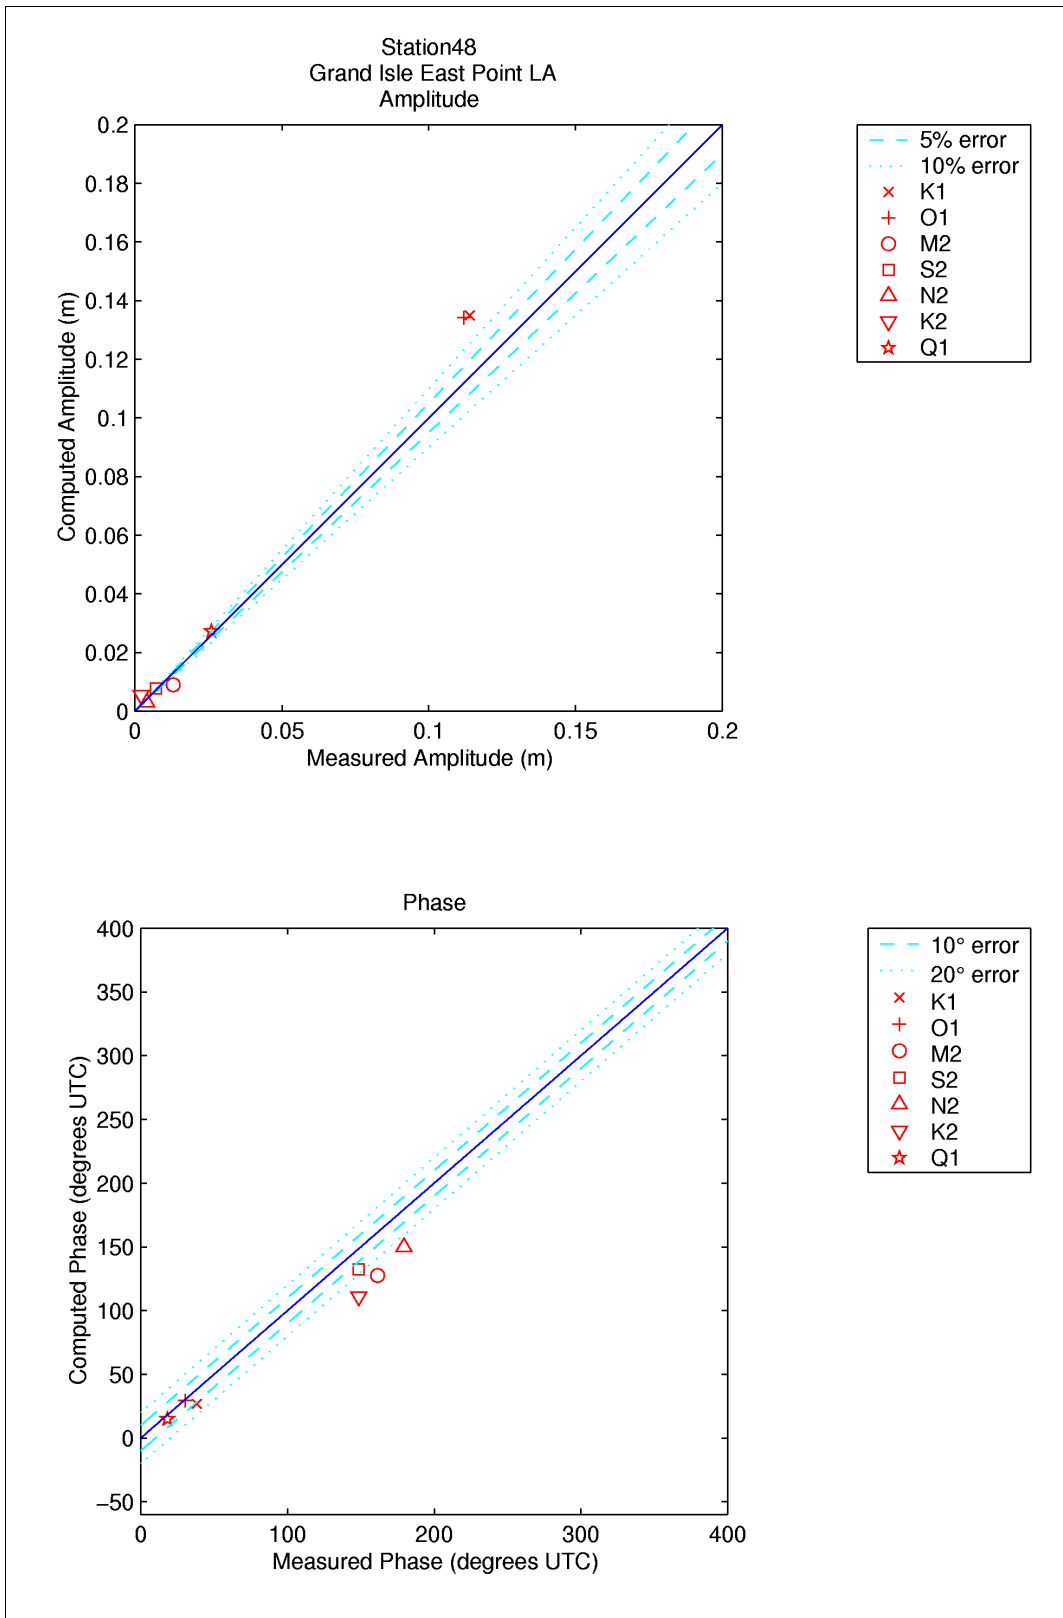 Station48
Grand Isle East Point LA
Amplitude
0.2
0.18
0.16
0.14
0.12
0.1
0.08
0.06
0.04
0.02
0
Computed Amplitude (m)
0 0.05 0.1 0.15 0.2
Measured Amplitude (m)
5% error
10% error
K1
O1
M2
S2
N2
K2
Q1
Phase
400
350
300
250
200
150
100
50
0
−50
Computed Phase (degrees UTC)
0 100 200 300 400
Measured Phase (degrees UTC)
10° error
20° error
K1
O1
M2
S2
N2
K2
Q1